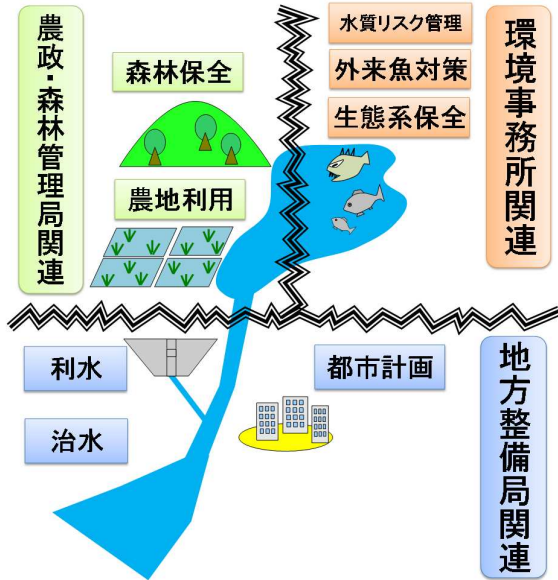 農政・森林管理局関連
森林保全
農地利用
水質リスク管理
外来魚対策
生態系保全
環境事務所関連
利水
治水
都市計画
地方整備局関連